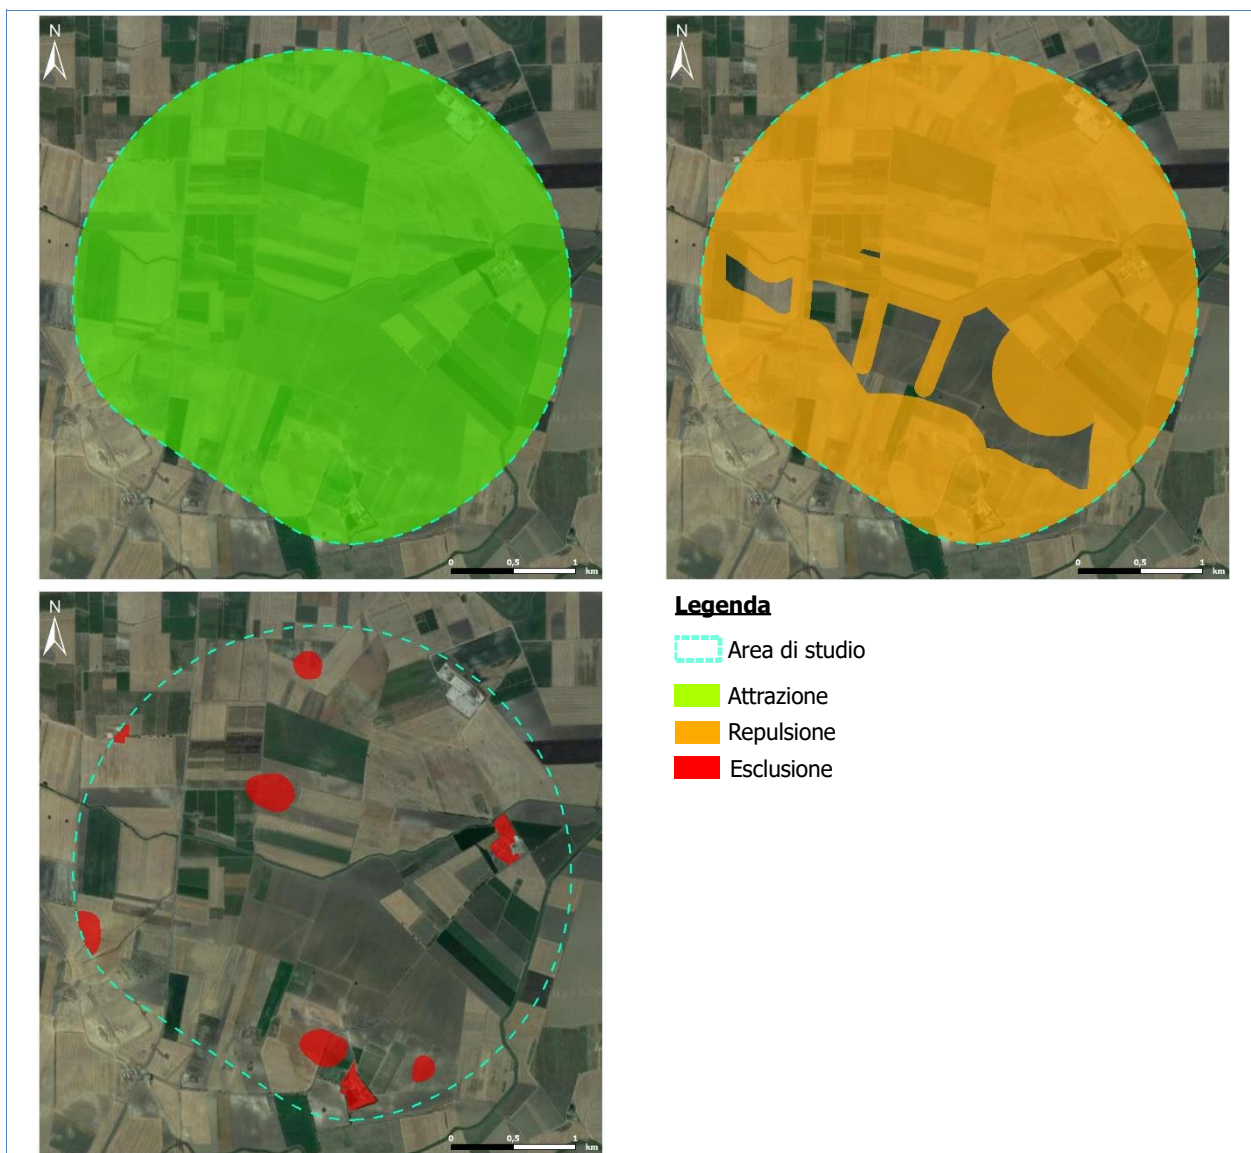 N
0 0,5 1
km
N
0 0,5 1
km
N
0 0,5 1
km
Legenda
Area di studio
Attrazione
Repulsione
Esclusione